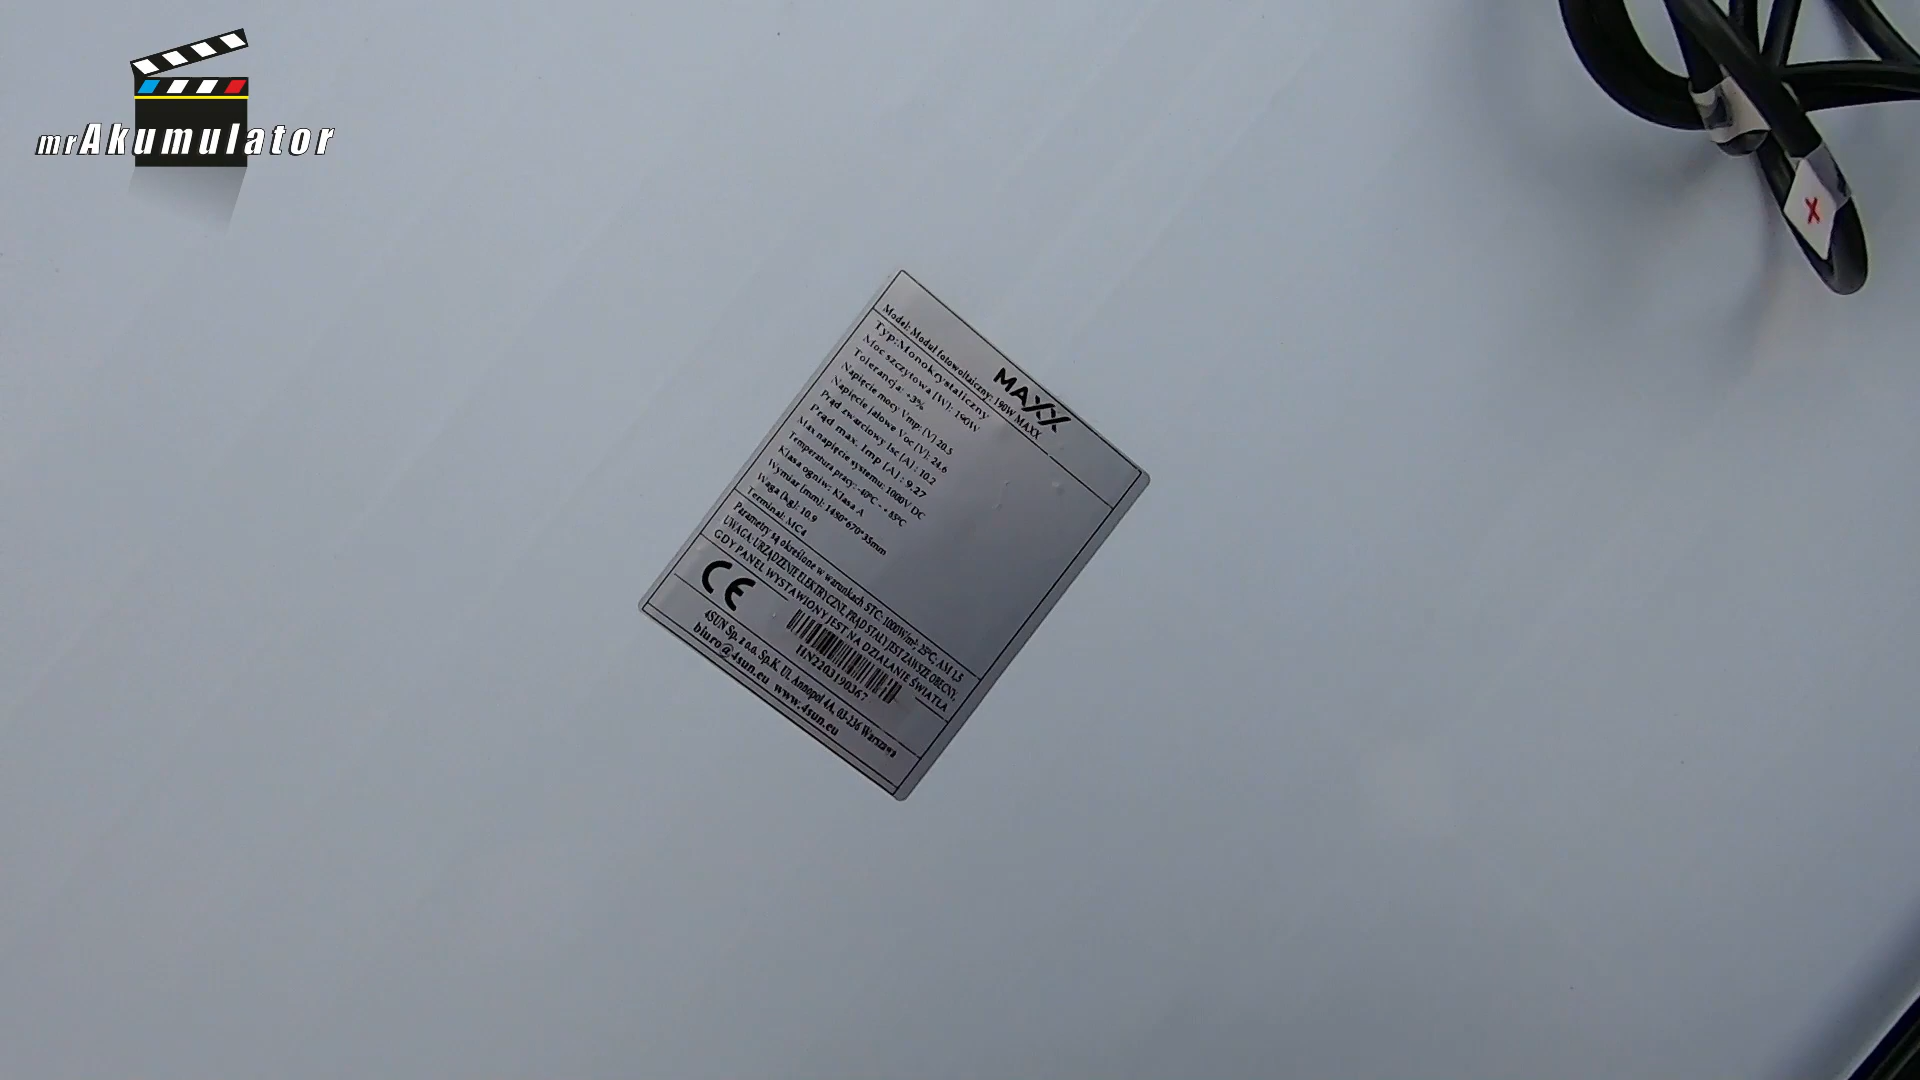 mrAkumulator
MAXX
Model: Moduł fotowoltaiczny: 190W MAXX
Typ: Monokrystaliczny
Moc szczytowa [W]: 190W
Tolerancja: +3%
Napięcie mocy Vmp: [V] 20.5
Napięcie jałowe Voc [V]: 24.6
Prąd zwarciowy Isc [A] : 10.2
Prąd max. Imp [A] : 9.27
Max napięcie systemu: 1000V DC
Temperatura pracy: -40°C - + 85°C
Klasa ogniw: Klasa A
Wymiar [mm]: 1480*670*35mm
Waga [kg]: 10.9
Terminal: MC4
Parametry są określone w warunkach STC: 1000W/m²; 25°C; AM 1,5
UWAGA: URZĄDZENIE ELEKTRYCZNE, PRĄD STAŁY JEST ZAWSZE OBECNY,
GDY PANEL WYSTAWIONY JEST NA DZIAŁANIE ŚWIATŁA
CE
HN2203190367
4SUN Sp. z o.o. Sp.K. Ul. Annopol 4A, 03-236 Warszawa
biuro@4sun.eu www.4sun.eu
+